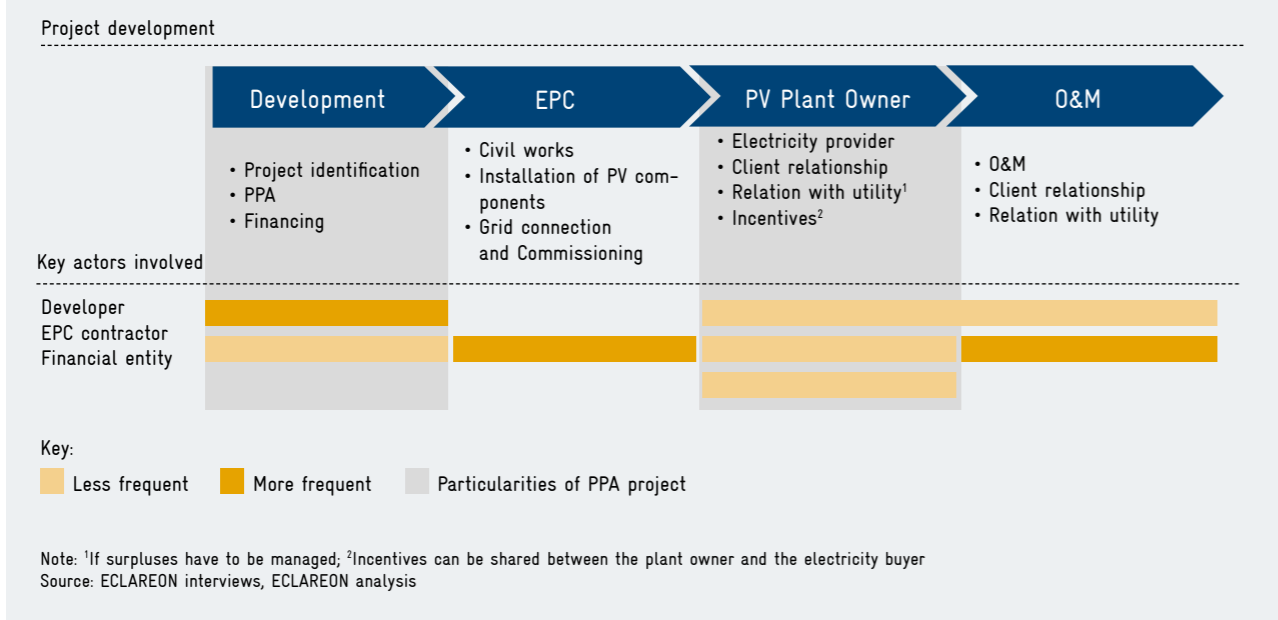 Project development
Development
EPC
PV Plant Owner
O&M
• Project identification
• PPA
• Financing
• Civil works
• Installation of PV com-
ponents
• Grid connection
and Commissioning
• Electricity provider
• Client relationship
• Relation with utility¹
• Incentives²
• O&M
• Client relationship
• Relation with utility
Key actors involved
Developer
EPC contractor
Financial entity
Key:
Less frequent
More frequent
Particularities of PPA project
Note: ¹If surpluses have to be managed; ²Incentives can be shared between the plant owner and the electricity buyer
Source: ECLAREON interviews, ECLAREON analysis